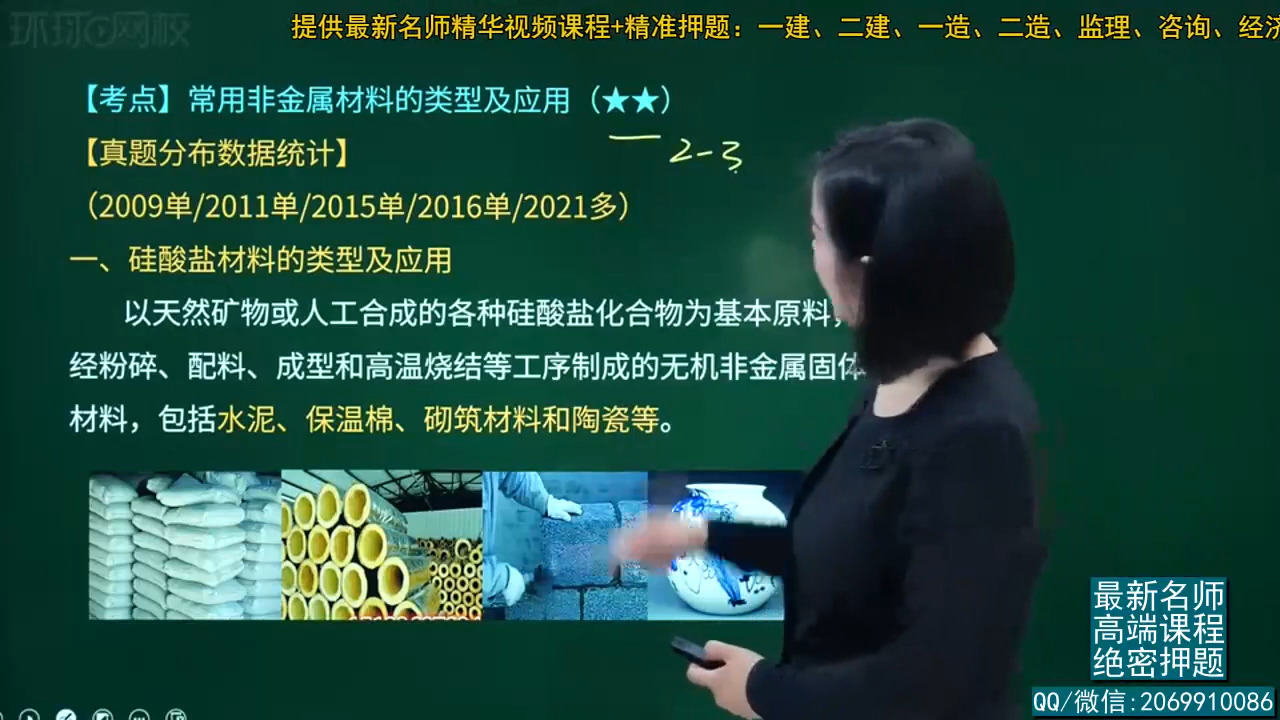 环球网校
提供最新名师精华视频课程+精准押题：一建、二建、一造、二造、监理、咨询、经济
【考点】常用非金属材料的类型及应用（★★）
2-3
【真题分布数据统计】
（2009单/2011单/2015单/2016单/2021多）
一、硅酸盐材料的类型及应用
以天然矿物或人工合成的各种硅酸盐化合物为基本原料，
经粉碎、配料、成型和高温烧结等工序制成的无机非金属固体
材料，包括水泥、保温棉、砌筑材料和陶瓷等。
最新名师
高端课程
绝密押题
QQ/微信:2069910086